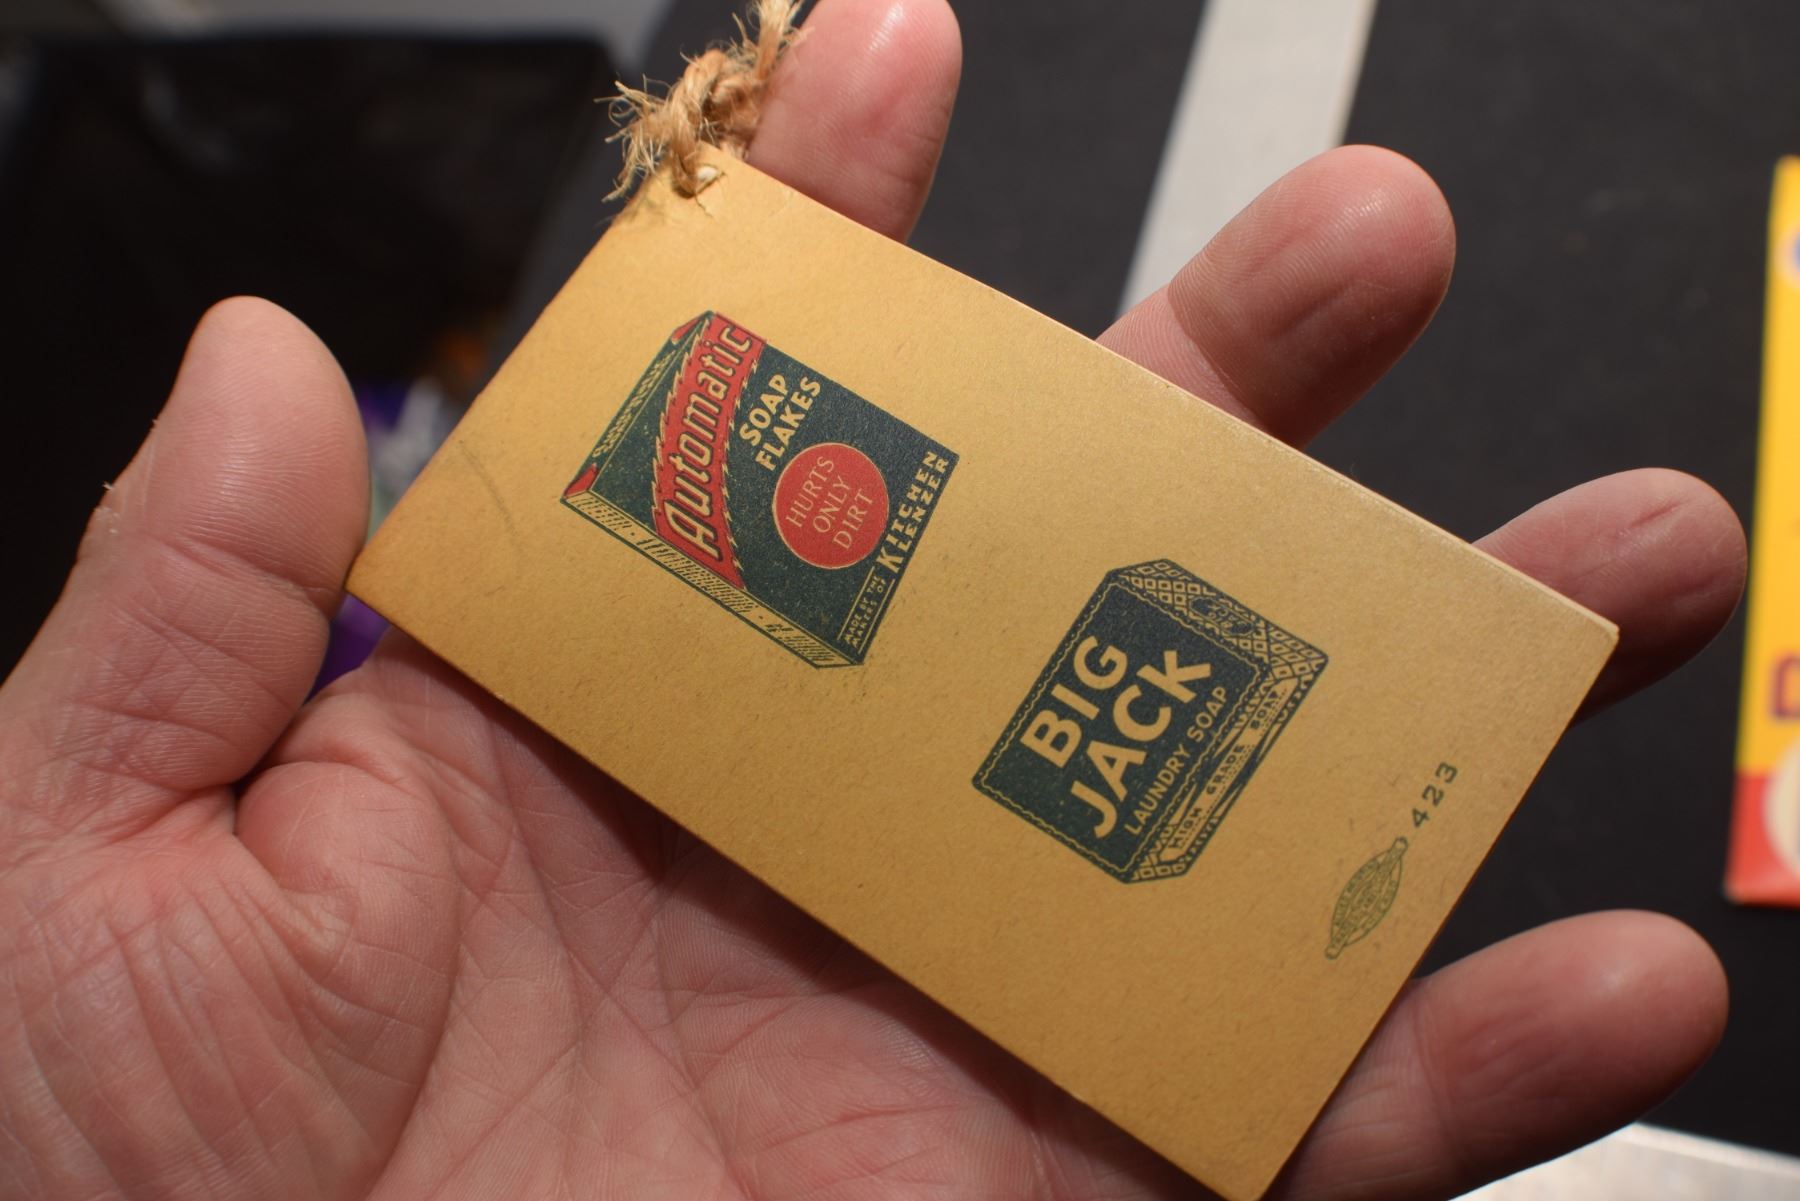 Automatic
SOAP
FLAKES
HURTS
ONLY
DIRT
MADE BY THE
MAKERS OF
KITCHEN
KLENZER
BIG
JACK
LAUNDRY SOAP
HIGH GRADE SOAP
423